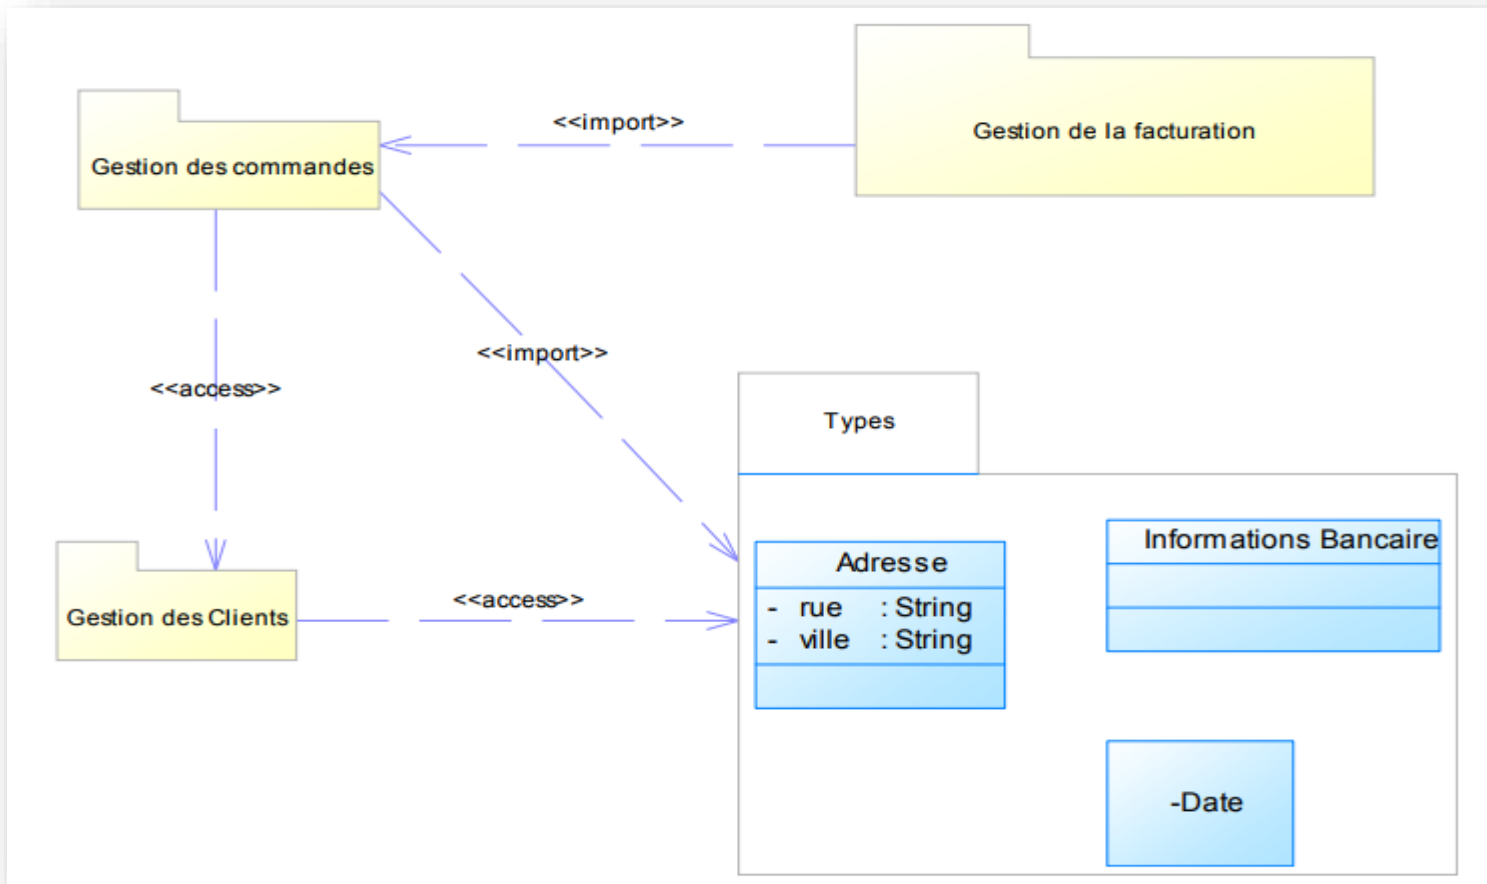 <<import>>
Gestion de la facturation
Gestion des commandes
<<import>>
<<access>>
Types
Adresse
- rue : String
- ville : String
Informations Bancaire
<<access>>
Gestion des Clients
-Date